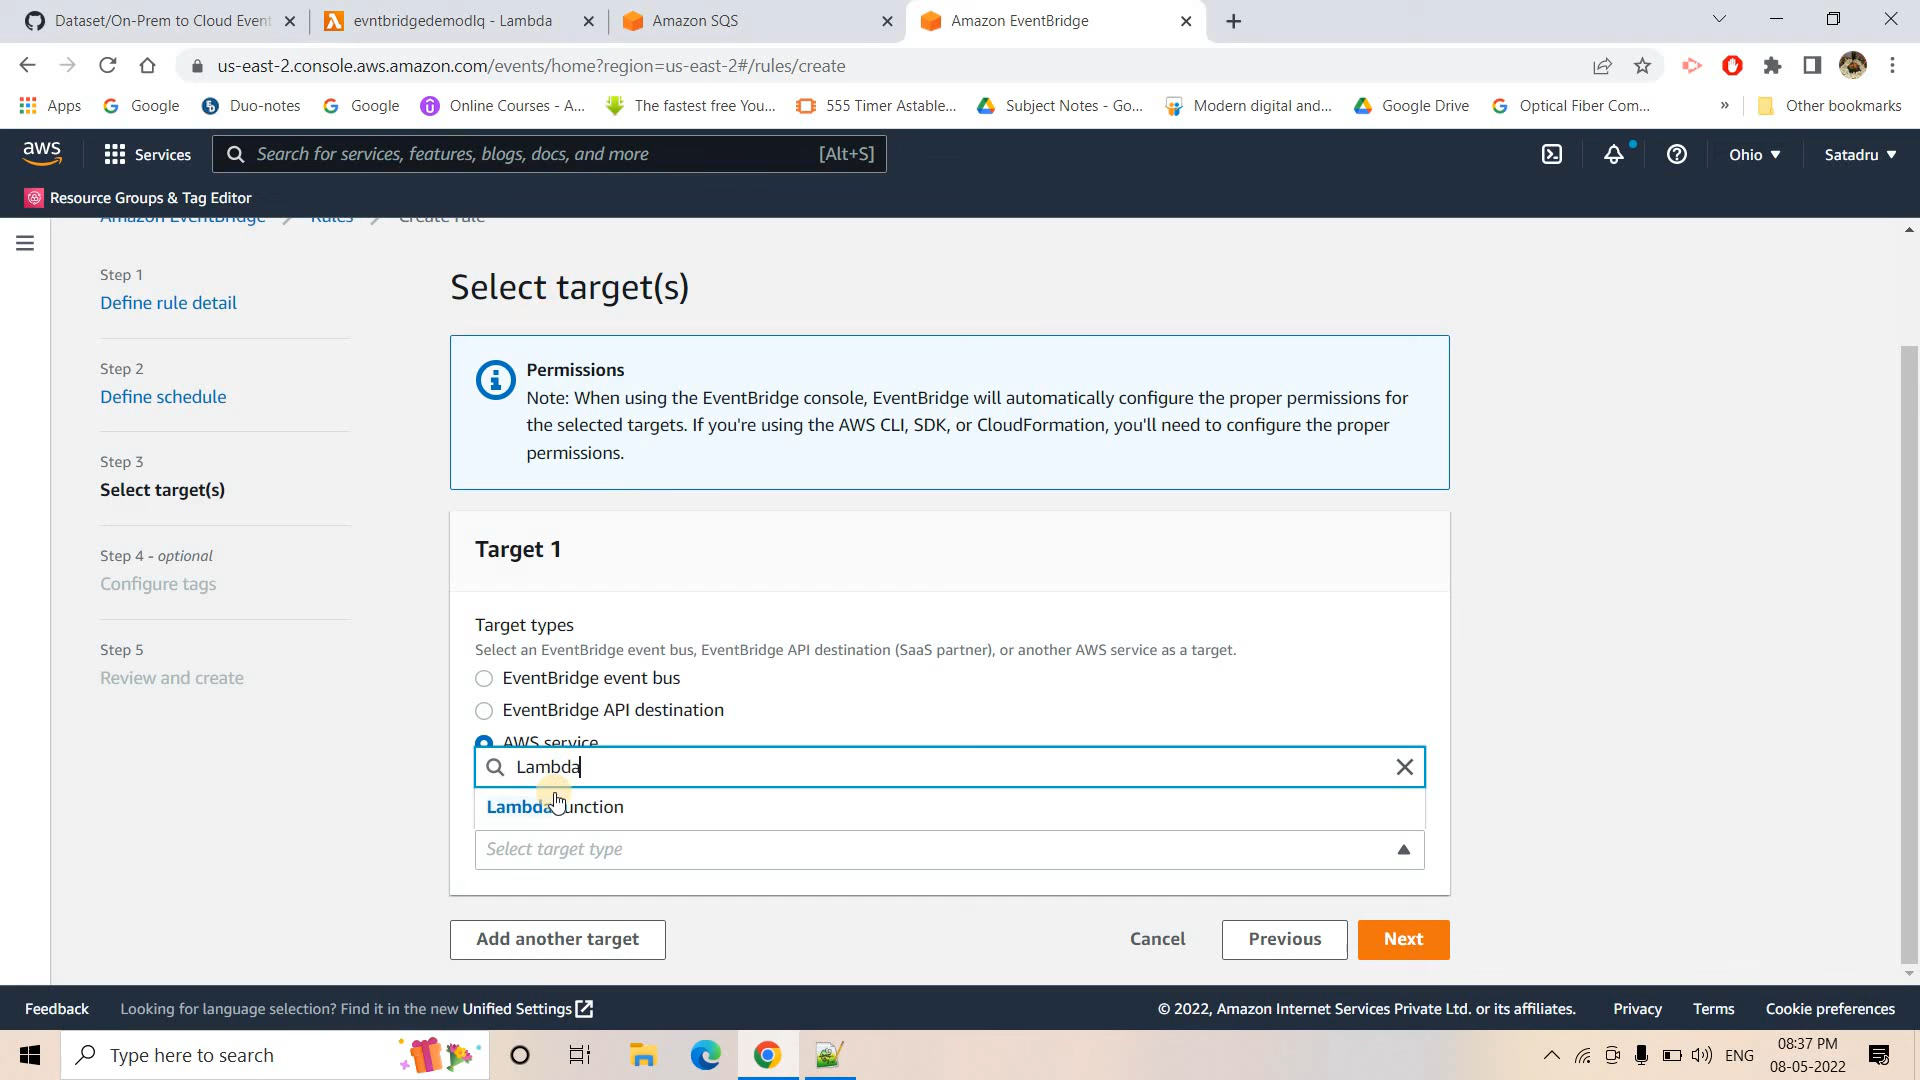 Dataset/On-Prem to Cloud Event
evntbridgedemodlq - Lambda
Amazon SQS
Amazon EventBridge
us-east-2.console.aws.amazon.com/events/home?region=us-east-2#/rules/create
Apps
Google
Duo-notes
Google
Online Courses - A...
The fastest free You...
555 Timer Astable...
Subject Notes - Go...
Modern digital and...
Google Drive
Optical Fiber Com...
»
Other bookmarks
aws
Services
Search for services, features, blogs, docs, and more
[Alt+S]
Ohio
Satadru
Resource Groups & Tag Editor
Amazon EventBridge
Rules
Create rule
Step 1
Define rule detail
Step 2
Define schedule
Step 3
Select target(s)
Step 4 - optional
Configure tags
Step 5
Review and create
Select target(s)
Permissions
Note: When using the EventBridge console, EventBridge will automatically configure the proper permissions for
the selected targets. If you're using the AWS CLI, SDK, or CloudFormation, you'll need to configure the proper
permissions.
Target 1
Target types
Select an EventBridge event bus, EventBridge API destination (SaaS partner), or another AWS service as a target.
EventBridge event bus
EventBridge API destination
AWS service
Lambda
Lambda function
Select target type
Add another target
Cancel
Previous
Next
Feedback
Looking for language selection? Find it in the new Unified Settings
© 2022, Amazon Internet Services Private Ltd. or its affiliates.
Privacy
Terms
Cookie preferences
Type here to search
ENG
08:37 PM
08-05-2022